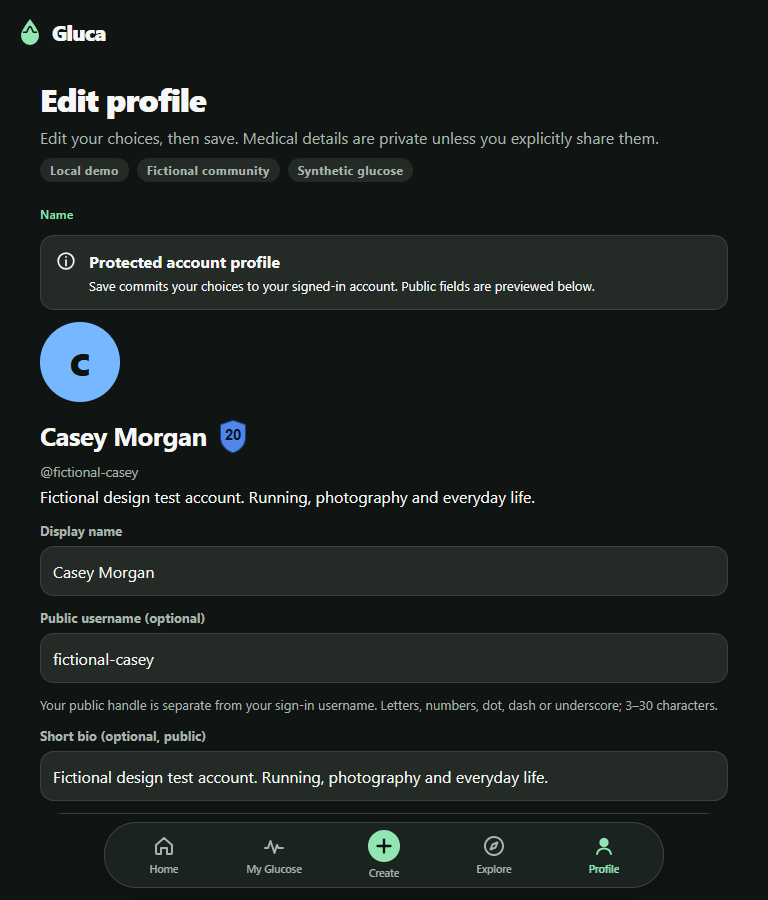 Gluca
Edit profile
Edit your choices, then save. Medical details are private unless you explicitly share them.
Local demo
Fictional community
Synthetic glucose
Name
Protected account profile
Save commits your choices to your signed-in account. Public fields are previewed below.
C
Casey Morgan
20
@fictional-casey
Fictional design test account. Running, photography and everyday life.
Display name
Casey Morgan
Public username (optional)
fictional-casey
Your public handle is separate from your sign-in username. Letters, numbers, dot, dash or underscore; 3–30 characters.
Short bio (optional, public)
Fictional design test account. Running, photography and everyday life.
Home
My Glucose
Create
Explore
Profile